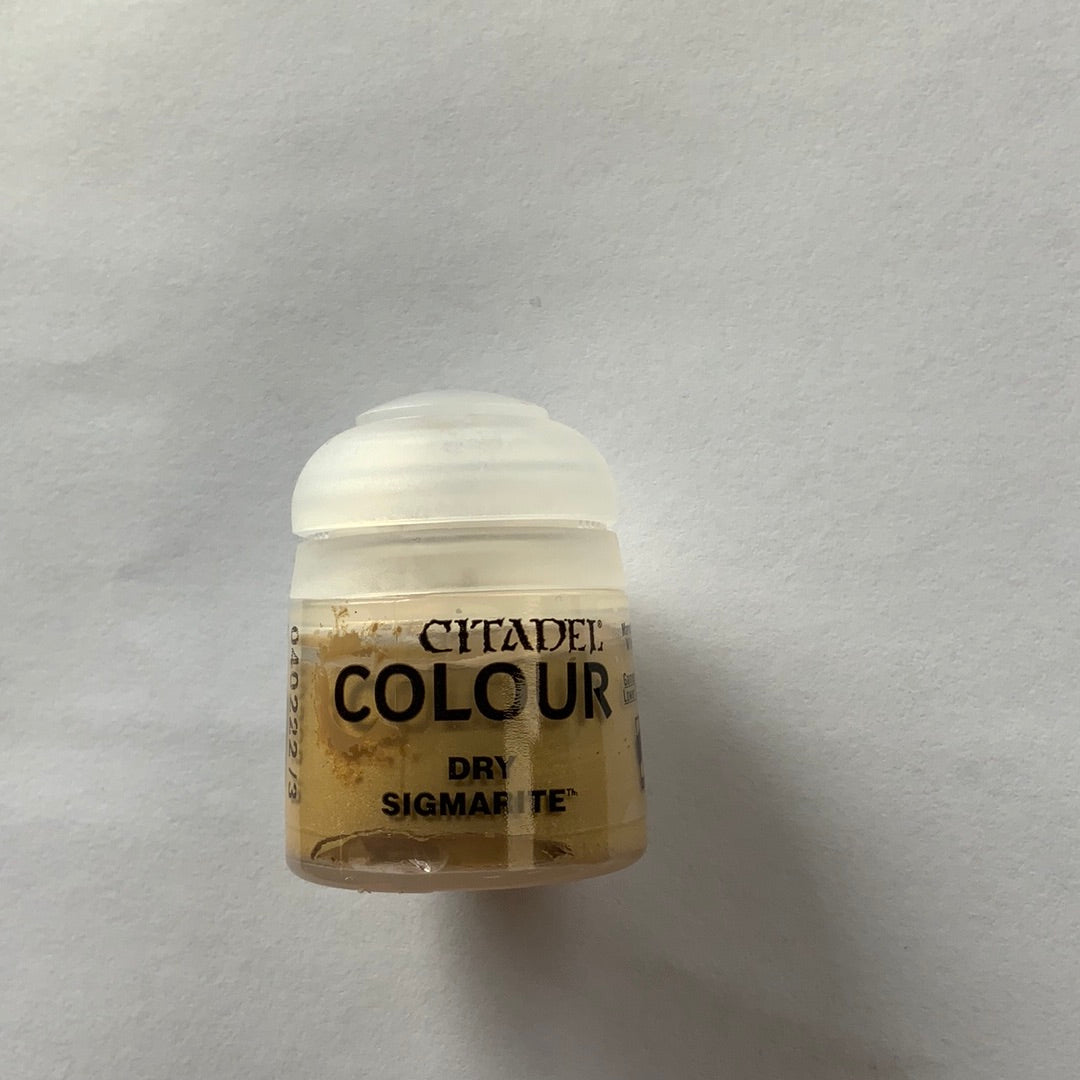 CITADEL®
COLOUR
DRY
SIGMARITE™
040222/3